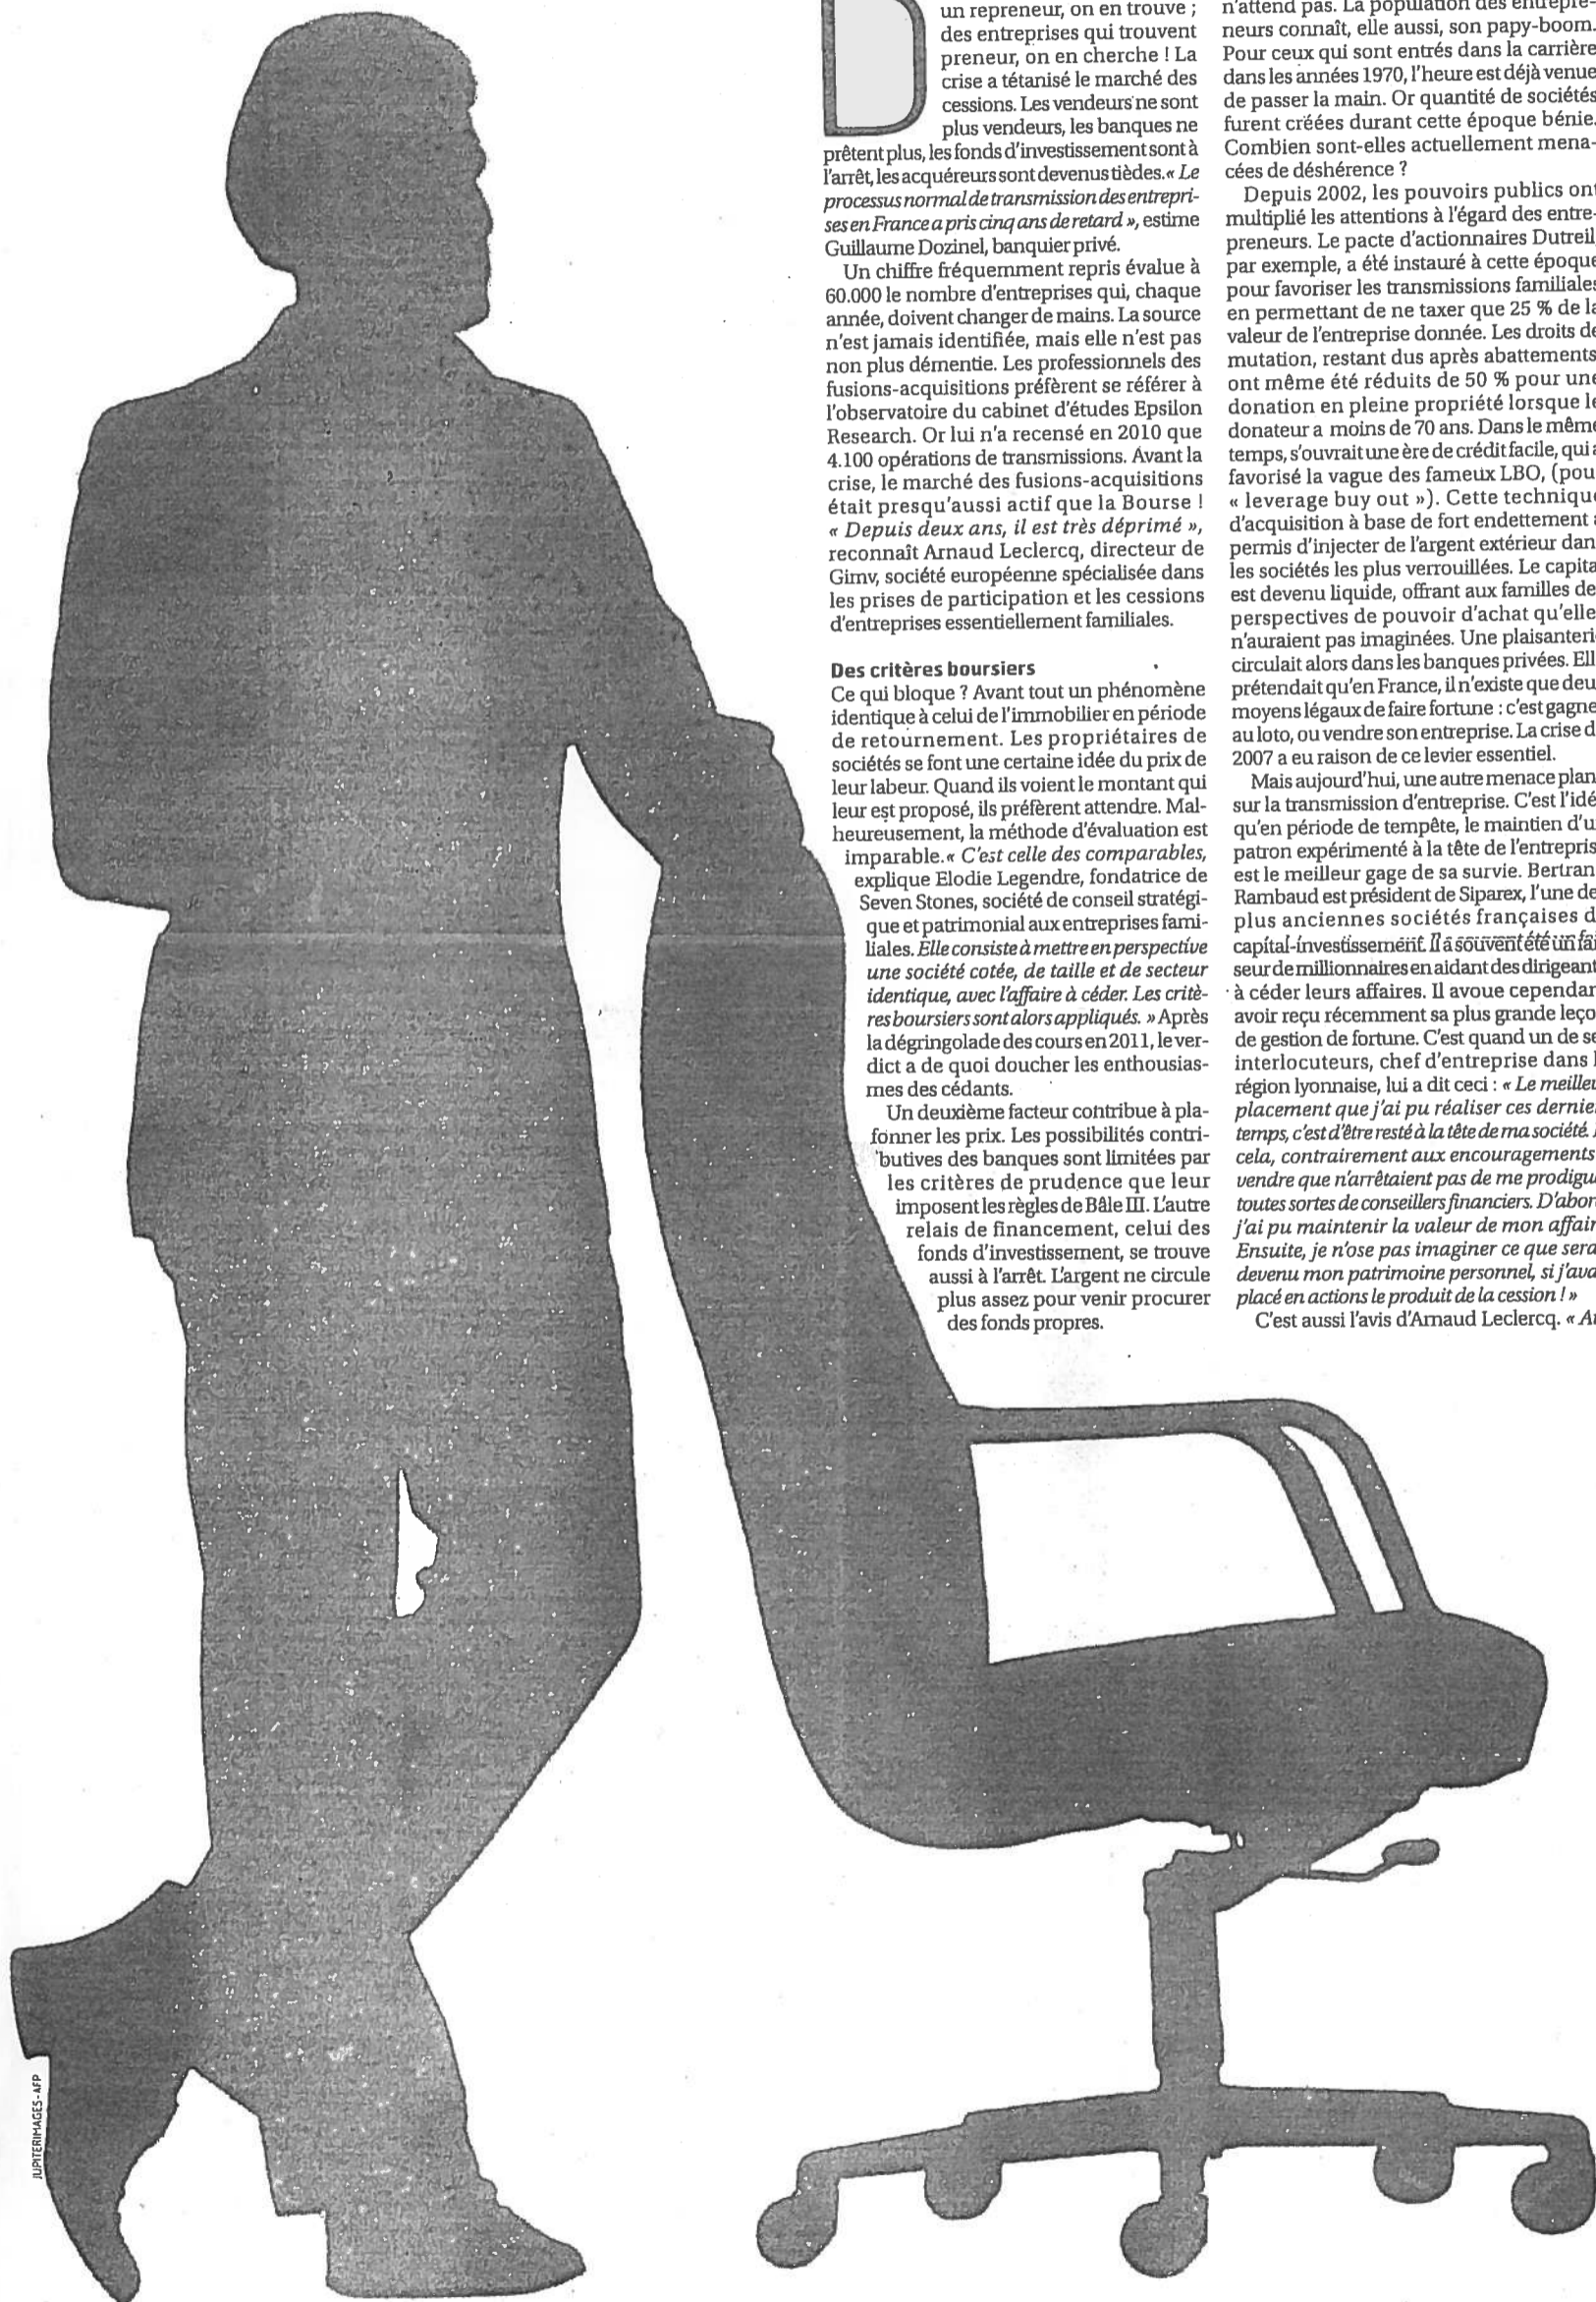 D
un repreneur, on en trouve ;
des entreprises qui trouvent
preneur, on en cherche ! La
crise a tétanisé le marché des
cessions. Les vendeurs ne sont
plus vendeurs, les banques ne
prêtent plus, les fonds d'investissement sont à
l'arrêt, les acquéreurs sont devenus tièdes. « Le
processus normal de transmission des entrepri-
ses en France a pris cinq ans de retard », estime
Guillaume Dozinel, banquier privé.
Un chiffre fréquemment repris évalue à
60.000 le nombre d'entreprises qui, chaque
année, doivent changer de mains. La source
n'est jamais identifiée, mais elle n'est pas
non plus démentie. Les professionnels des
fusions-acquisitions préfèrent se référer à
l'observatoire du cabinet d'études Epsilon
Research. Or lui n'a recensé en 2010 que
4.100 opérations de transmissions. Avant la
crise, le marché des fusions-acquisitions
était presqu'aussi actif que la Bourse !
« Depuis deux ans, il est très déprimé »,
reconnaît Arnaud Leclercq, directeur de
Gimv, société européenne spécialisée dans
les prises de participation et les cessions
d'entreprises essentiellement familiales.
Des critères boursiers
Ce qui bloque ? Avant tout un phénomène
identique à celui de l'immobilier en période
de retournement. Les propriétaires de
sociétés se font une certaine idée du prix de
leur labeur. Quand ils voient le montant qui
leur est proposé, ils préfèrent attendre. Mal-
heureusement, la méthode d'évaluation est
imparable. « C'est celle des comparables,
explique Elodie Legendre, fondatrice de
Seven Stones, société de conseil stratégi-
que et patrimonial aux entreprises fami-
liales. Elle consiste à mettre en perspective
une société cotée, de taille et de secteur
identique, avec l'affaire à céder. Les critè-
res boursiers sont alors appliqués. » Après
la dégringolade des cours en 2011, le ver-
dict a de quoi doucher les enthousias-
mes des cédants.
Un deuxième facteur contribue à pla-
fonner les prix. Les possibilités contri-
butives des banques sont limitées par
les critères de prudence que leur
imposent les règles de Bâle III. L'autre
relais de financement, celui des
fonds d'investissement, se trouve
aussi à l'arrêt. L'argent ne circule
plus assez pour venir procurer
des fonds propres.
n'attend pas. La population des entrepre-
neurs connaît, elle aussi, son papy-boom.
Pour ceux qui sont entrés dans la carrière
dans les années 1970, l'heure est déjà venue
de passer la main. Or quantité de sociétés
furent créées durant cette époque bénie.
Combien sont-elles actuellement mena-
cées de déshérence ?
Depuis 2002, les pouvoirs publics ont
multiplié les attentions à l'égard des entre-
preneurs. Le pacte d'actionnaires Dutreil,
par exemple, a été instauré à cette époque
pour favoriser les transmissions familiales
en permettant de ne taxer que 25 % de la
valeur de l'entreprise donnée. Les droits de
mutation, restant dus après abattements
ont même été réduits de 50 % pour une
donation en pleine propriété lorsque le
donateur a moins de 70 ans. Dans le même
temps, s'ouvrait une ère de crédit facile, qui a
favorisé la vague des fameux LBO, (pou
« leverage buy out »). Cette technique
d'acquisition à base de fort endettement a
permis d'injecter de l'argent extérieur dan
les sociétés les plus verrouillées. Le capita
est devenu liquide, offrant aux familles de
perspectives de pouvoir d'achat qu'elle
n'auraient pas imaginées. Une plaisanteri
circulait alors dans les banques privées. Ell
prétendait qu'en France, il n'existe que deu
moyens légaux de faire fortune : c'est gagne
au loto, ou vendre son entreprise. La crise d
2007 a eu raison de ce levier essentiel.
Mais aujourd'hui, une autre menace plan
sur la transmission d'entreprise. C'est l'idé
qu'en période de tempête, le maintien d'u
patron expérimenté à la tête de l'entrepris
est le meilleur gage de sa survie. Bertran
Rambaud est président de Siparex, l'une de
plus anciennes sociétés françaises d
capital-investissement. Il a souvent été un fai
seur de millionnaires en aidant des dirigeant
à céder leurs affaires. Il avoue cependan
avoir reçu récemment sa plus grande leço
de gestion de fortune. C'est quand un de se
interlocuteurs, chef d'entreprise dans l
région lyonnaise, lui a dit ceci : « Le meilleu
placement que j'ai pu réaliser ces dernie
temps, c'est d'être resté à la tête de ma société.
cela, contrairement aux encouragements
vendre que n'arrêtaient pas de me prodigu
toutes sortes de conseillers financiers. D'abor
j'ai pu maintenir la valeur de mon affair
Ensuite, je n'ose pas imaginer ce que sera
devenu mon patrimoine personnel, si j'ava
placé en actions le produit de la cession ! »
C'est aussi l'avis d'Arnaud Leclercq. « A
JUPITERIMAGES - AFP